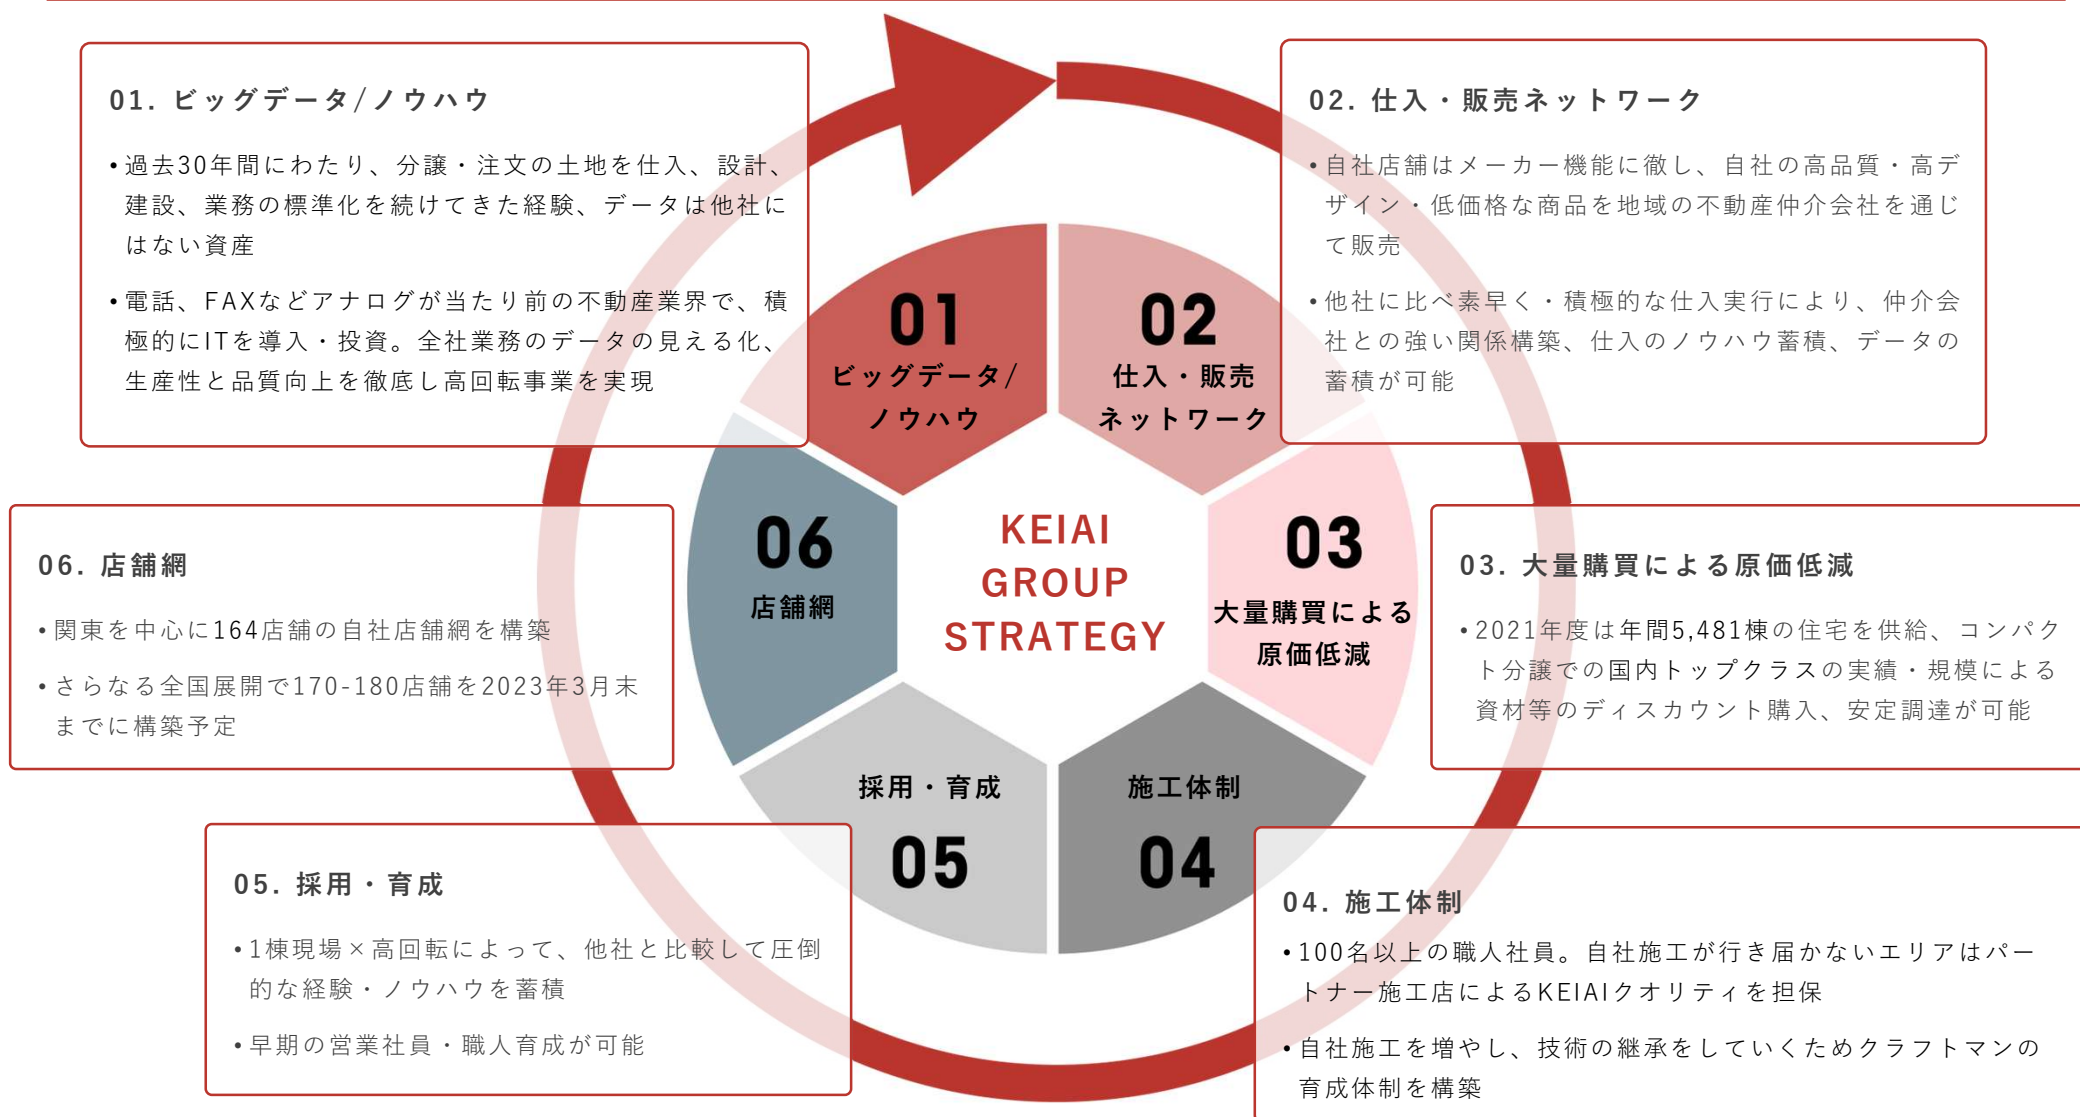 01. ビッグデータ/ノウハウ
•過去30年間にわたり、分譲・注文の土地を仕入、設計、
建設、業務の標準化を続けてきた経験、データは他社に
はない資産
•電話、FAXなどアナログが当たり前の不動産業界で、積
極的にITを導入・投資。全社業務のデータの見える化、
生産性と品質向上を徹底し高回転事業を実現
02. 仕入・販売ネットワーク
•自社店舗はメーカー機能に徹し、自社の高品質・高デ
ザイン・低価格な商品を地域の不動産仲介会社を通じ
て販売
•他社に比べ素早く・積極的な仕入実行により、仲介会
社との強い関係構築、仕入のノウハウ蓄積、データの
蓄積が可能
01
ビッグデータ/
ノウハウ
02
仕入・販売
ネットワーク
06
店舗網
KEIAI
GROUP
STRATEGY
03
大量購買による
原価低減
採用・育成
05
施工体制
04
06. 店舗網
•関東を中心に164店舗の自社店舗網を構築
•さらなる全国展開で170-180店舗を2023年3月末
までに構築予定
03. 大量購買による原価低減
•2021年度は年間5,481棟の住宅を供給、コンパク
ト分譲での国内トップクラスの実績・規模による
資材等のディスカウント購入、安定調達が可能
05. 採用・育成
•1棟現場×高回転によって、他社と比較して圧倒
的な経験・ノウハウを蓄積
•早期の営業社員・職人育成が可能
04. 施工体制
•100名以上の職人社員。自社施工が行き届かないエリアはパー
トナー施工店によるKEIAIクオリティを担保
•自社施工を増やし、技術の継承をしていくためクラフトマンの
育成体制を構築